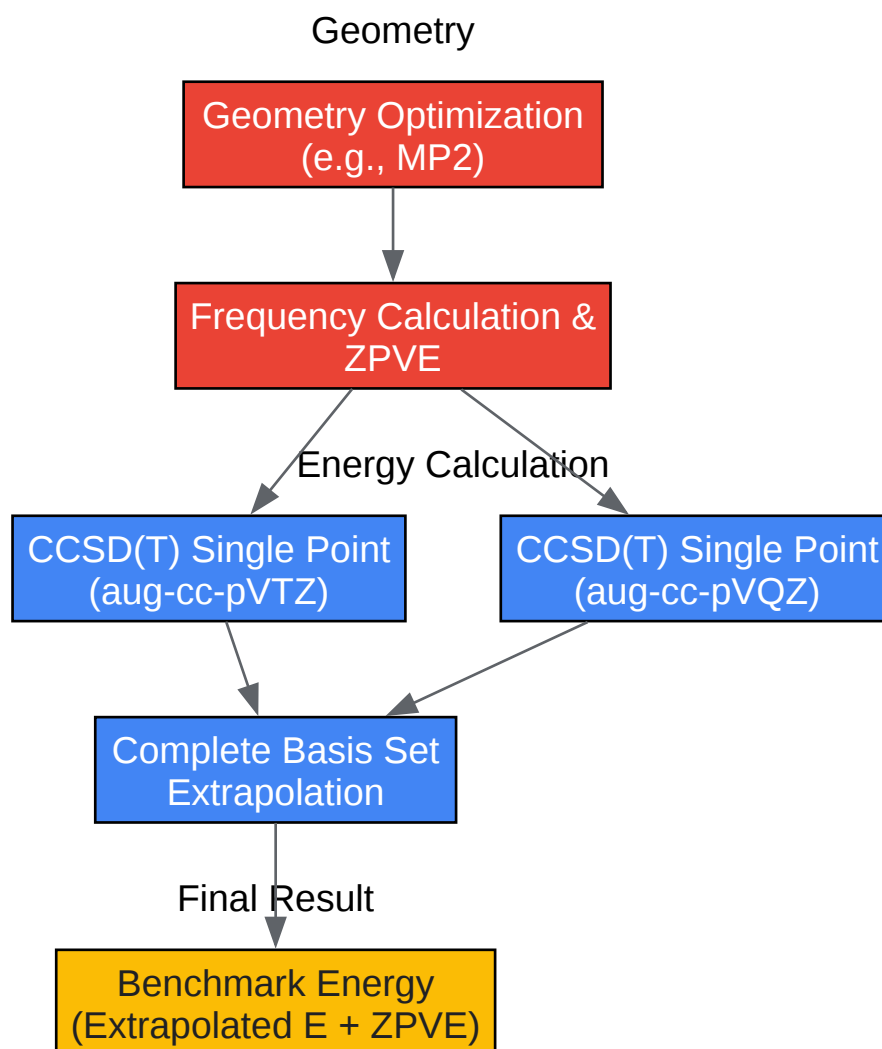 Geometry
Geometry Optimization
(e.g., MP2)
Frequency Calculation &
ZPVE
Energy Calculation
CCSD(T) Single Point
(aug-cc-pVTZ)
CCSD(T) Single Point
(aug-cc-pVQZ)
Complete Basis Set
Extrapolation
Final Result
Benchmark Energy
(Extrapolated E + ZPVE)